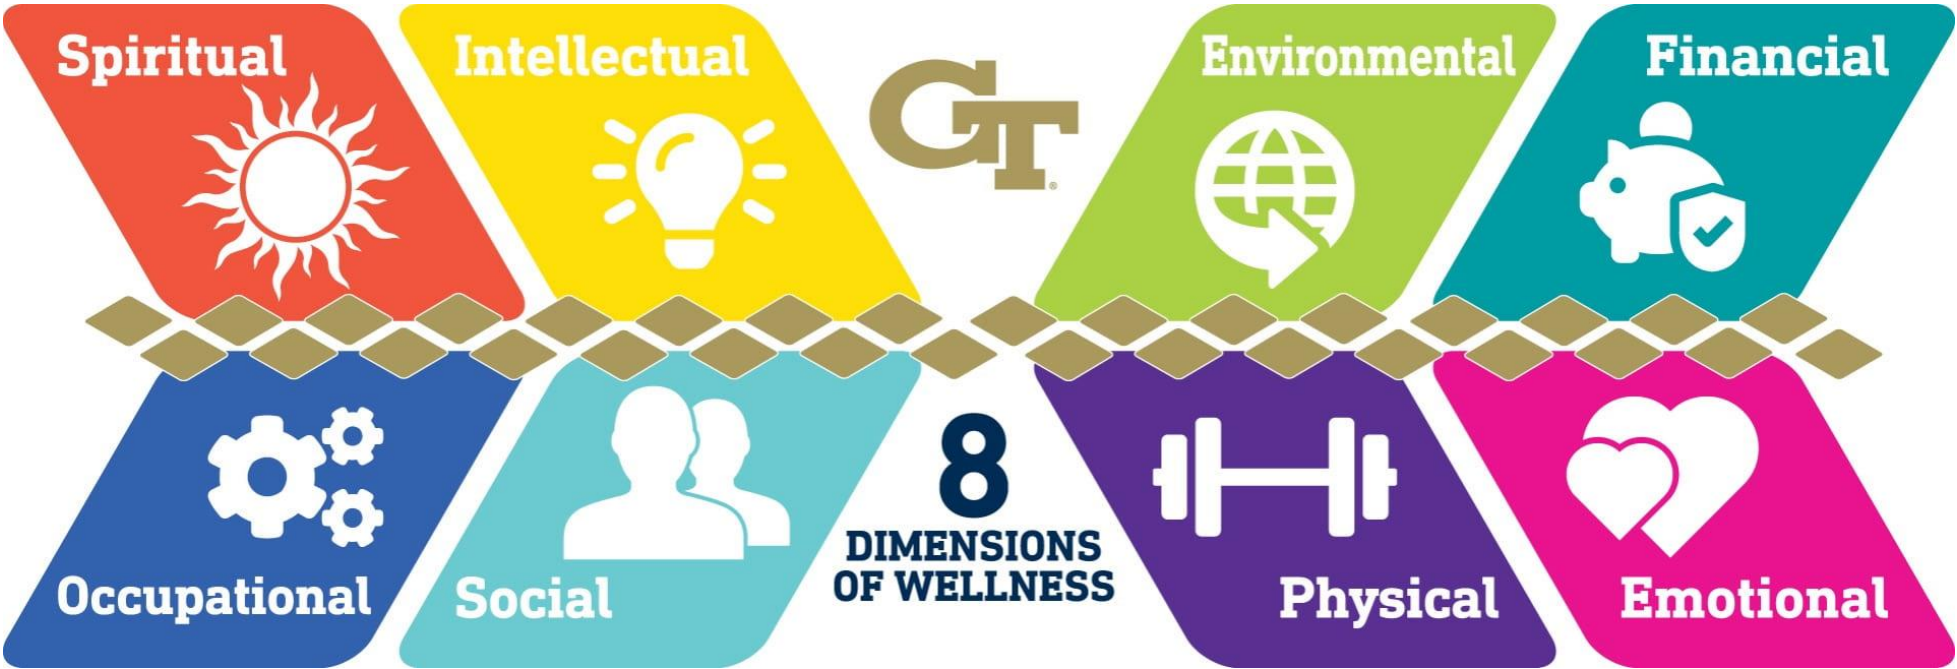 Spiritual
Intellectual
GT®
Environmental
Financial
Occupational
Social
8
DIMENSIONS
OF WELLNESS
Physical
Emotional